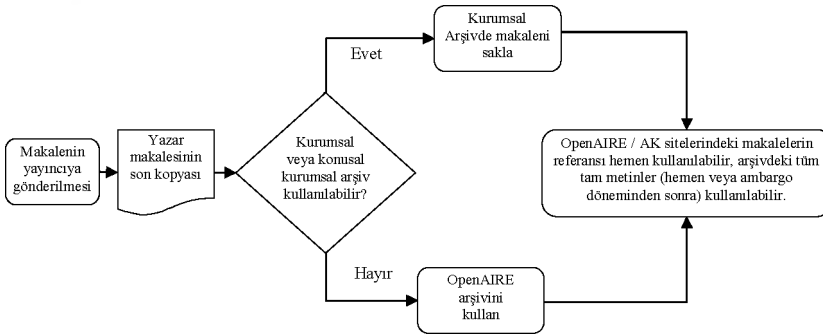 Makalenin
yayıncıya
gönderilmesi
Yazar
makalesinin
son kopyası
Kurumsal
veya konusal
kurumsal arşiv
kullanılabilir?
Evet
Kurumsal
Arşivde makaleni
sakla
Hayır
OpenAIRE
arşivini
kullan
OpenAIRE / AK sitelerindeki makalelerin
referansı hemen kullanılabilir, arşivdeki tüm
tam metinler (hemen veya ambargo
döneminden sonra) kullanılabilir.